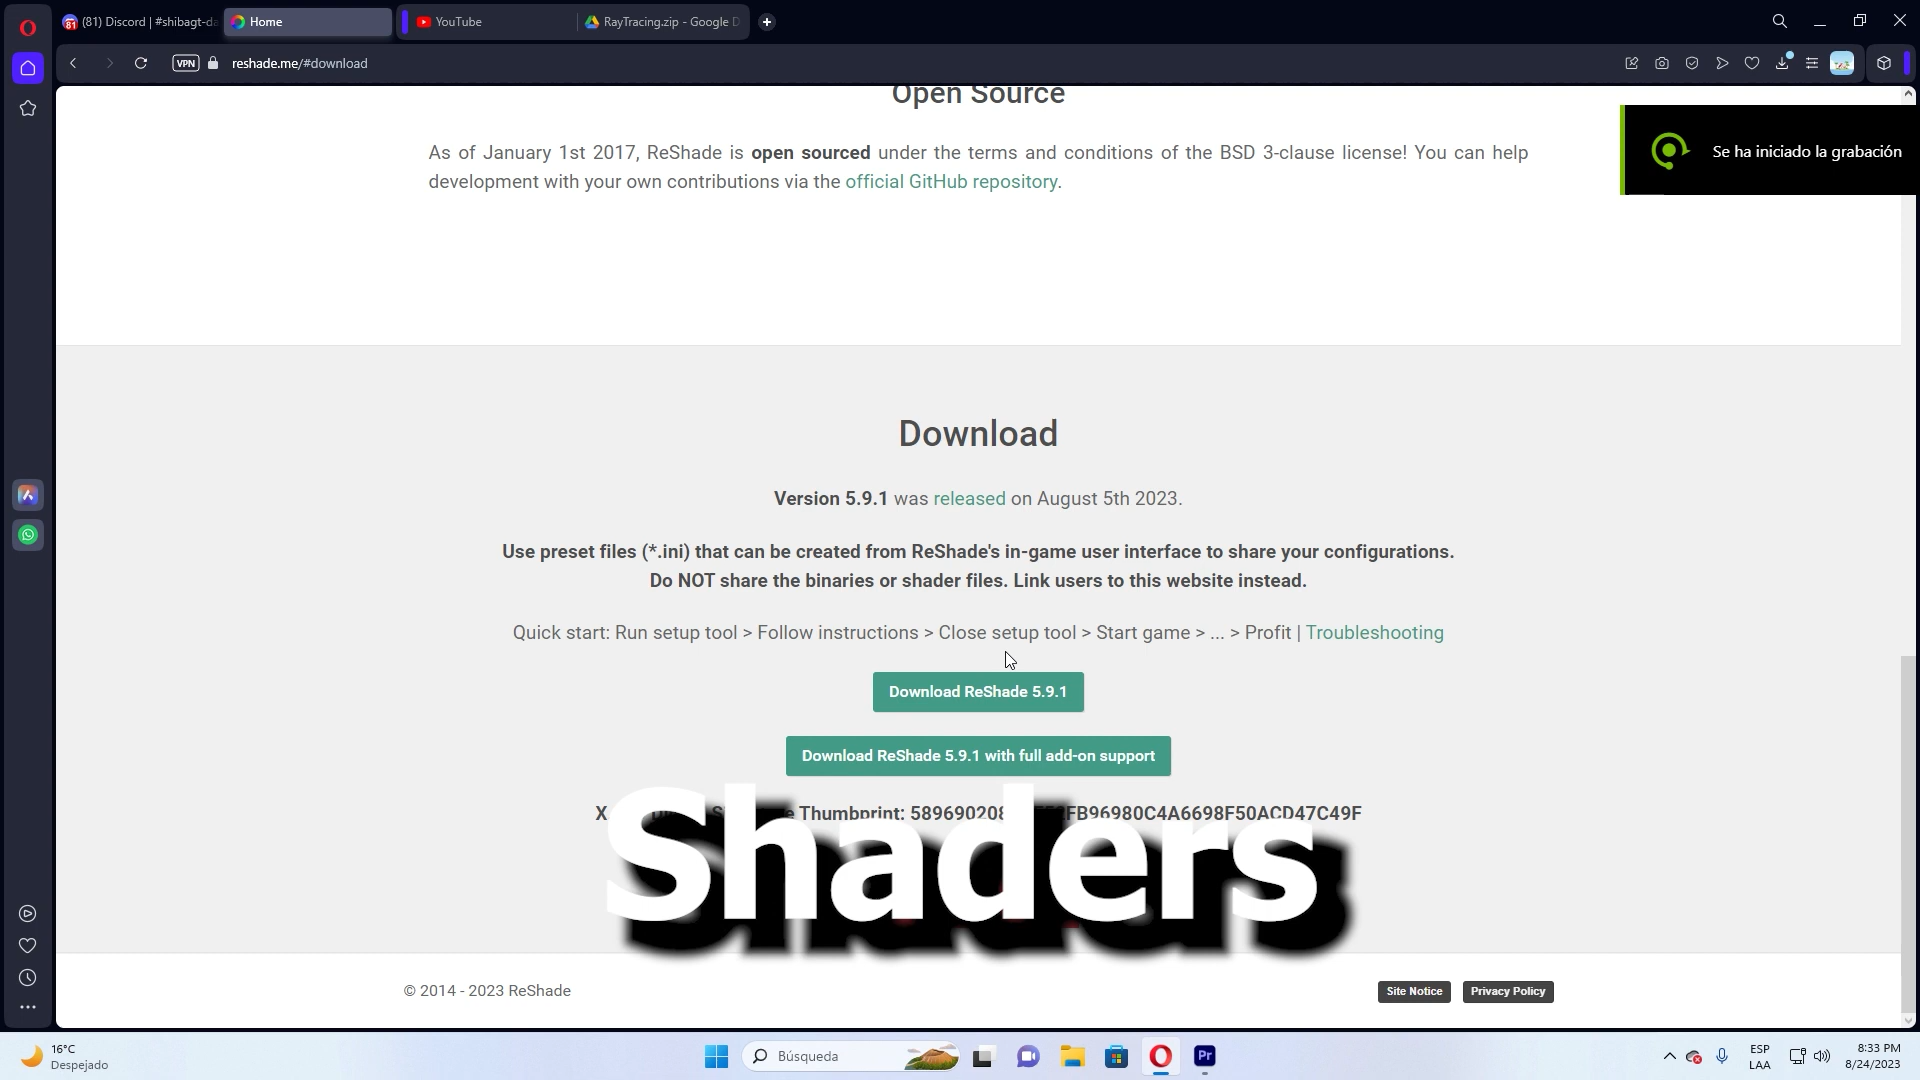 (81) Discord | #shibagt-da
Home
YouTube
RayTracing.zip - Google D
VPN
reshade.me/#download
Open Source
Se ha iniciado la grabación
As of January 1st 2017, ReShade is open sourced under the terms and conditions of the BSD 3-clause license! You can help
development with your own contributions via the official GitHub repository.
Download
Version 5.9.1 was released on August 5th 2023.
Use preset files (*.ini) that can be created from ReShade's in-game user interface to share your configurations.
Do NOT share the binaries or shader files. Link users to this website instead.
Quick start: Run setup tool > Follow instructions > Close setup tool > Start game > ... > Profit | Troubleshooting
Download ReShade 5.9.1
Download ReShade 5.9.1 with full add-on support
Thumbprint:
Shaders
© 2014 - 2023 ReShade
Site Notice
Privacy Policy
16°C
Despejado
Búsqueda
Pr
ESP
LAA
8:33 PM
8/24/2023